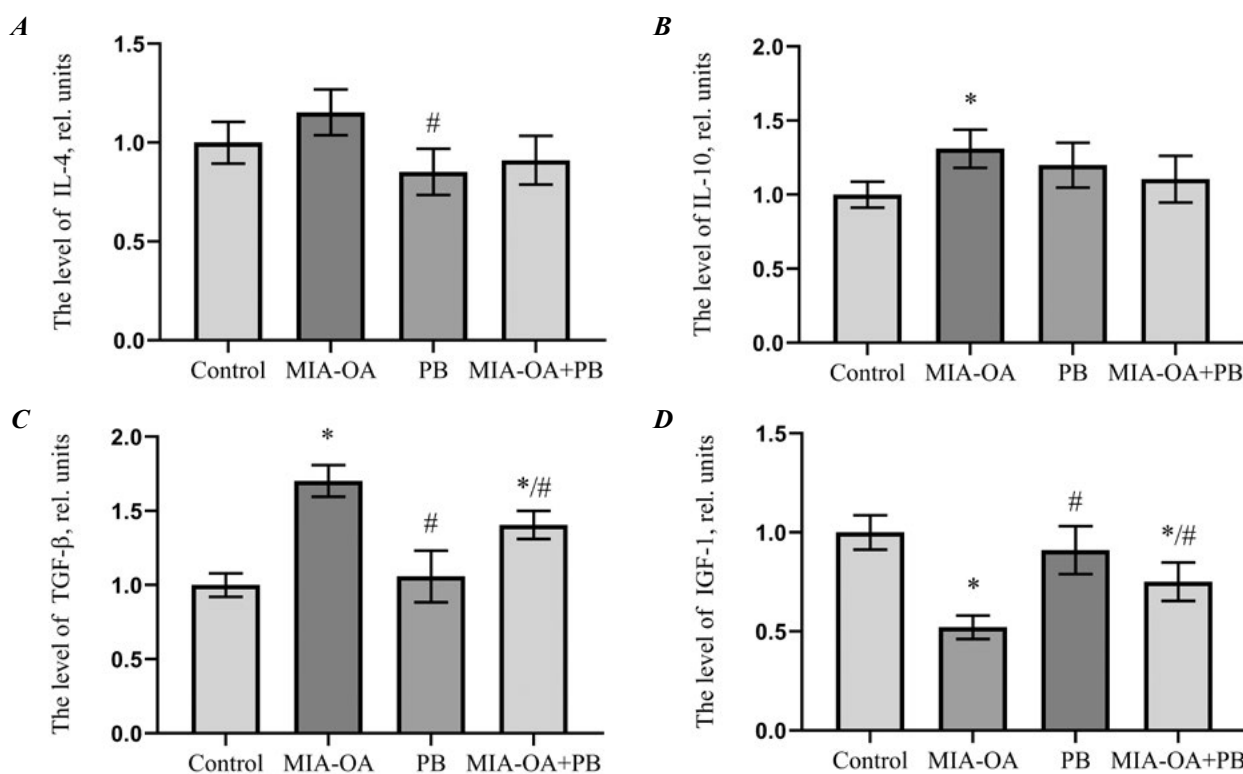 A
The level of IL-4, rel. units
1.5
1.0
0.5
0.0
#
Control MIA-OA PB MIA-OA+PB
B
The level of IL-10, rel. units
2.0
1.5
1.0
0.5
0.0
*
Control MIA-OA PB MIA-OA+PB
C
The level of TGF-β, rel. units
2.0
1.5
1.0
0.5
0.0
*
#
*/#
Control MIA-OA PB MIA-OA+PB
D
The level of IGF-1, rel. units
1.5
1.0
0.5
0.0
*
#
*/#
Control MIA-OA PB MIA-OA+PB